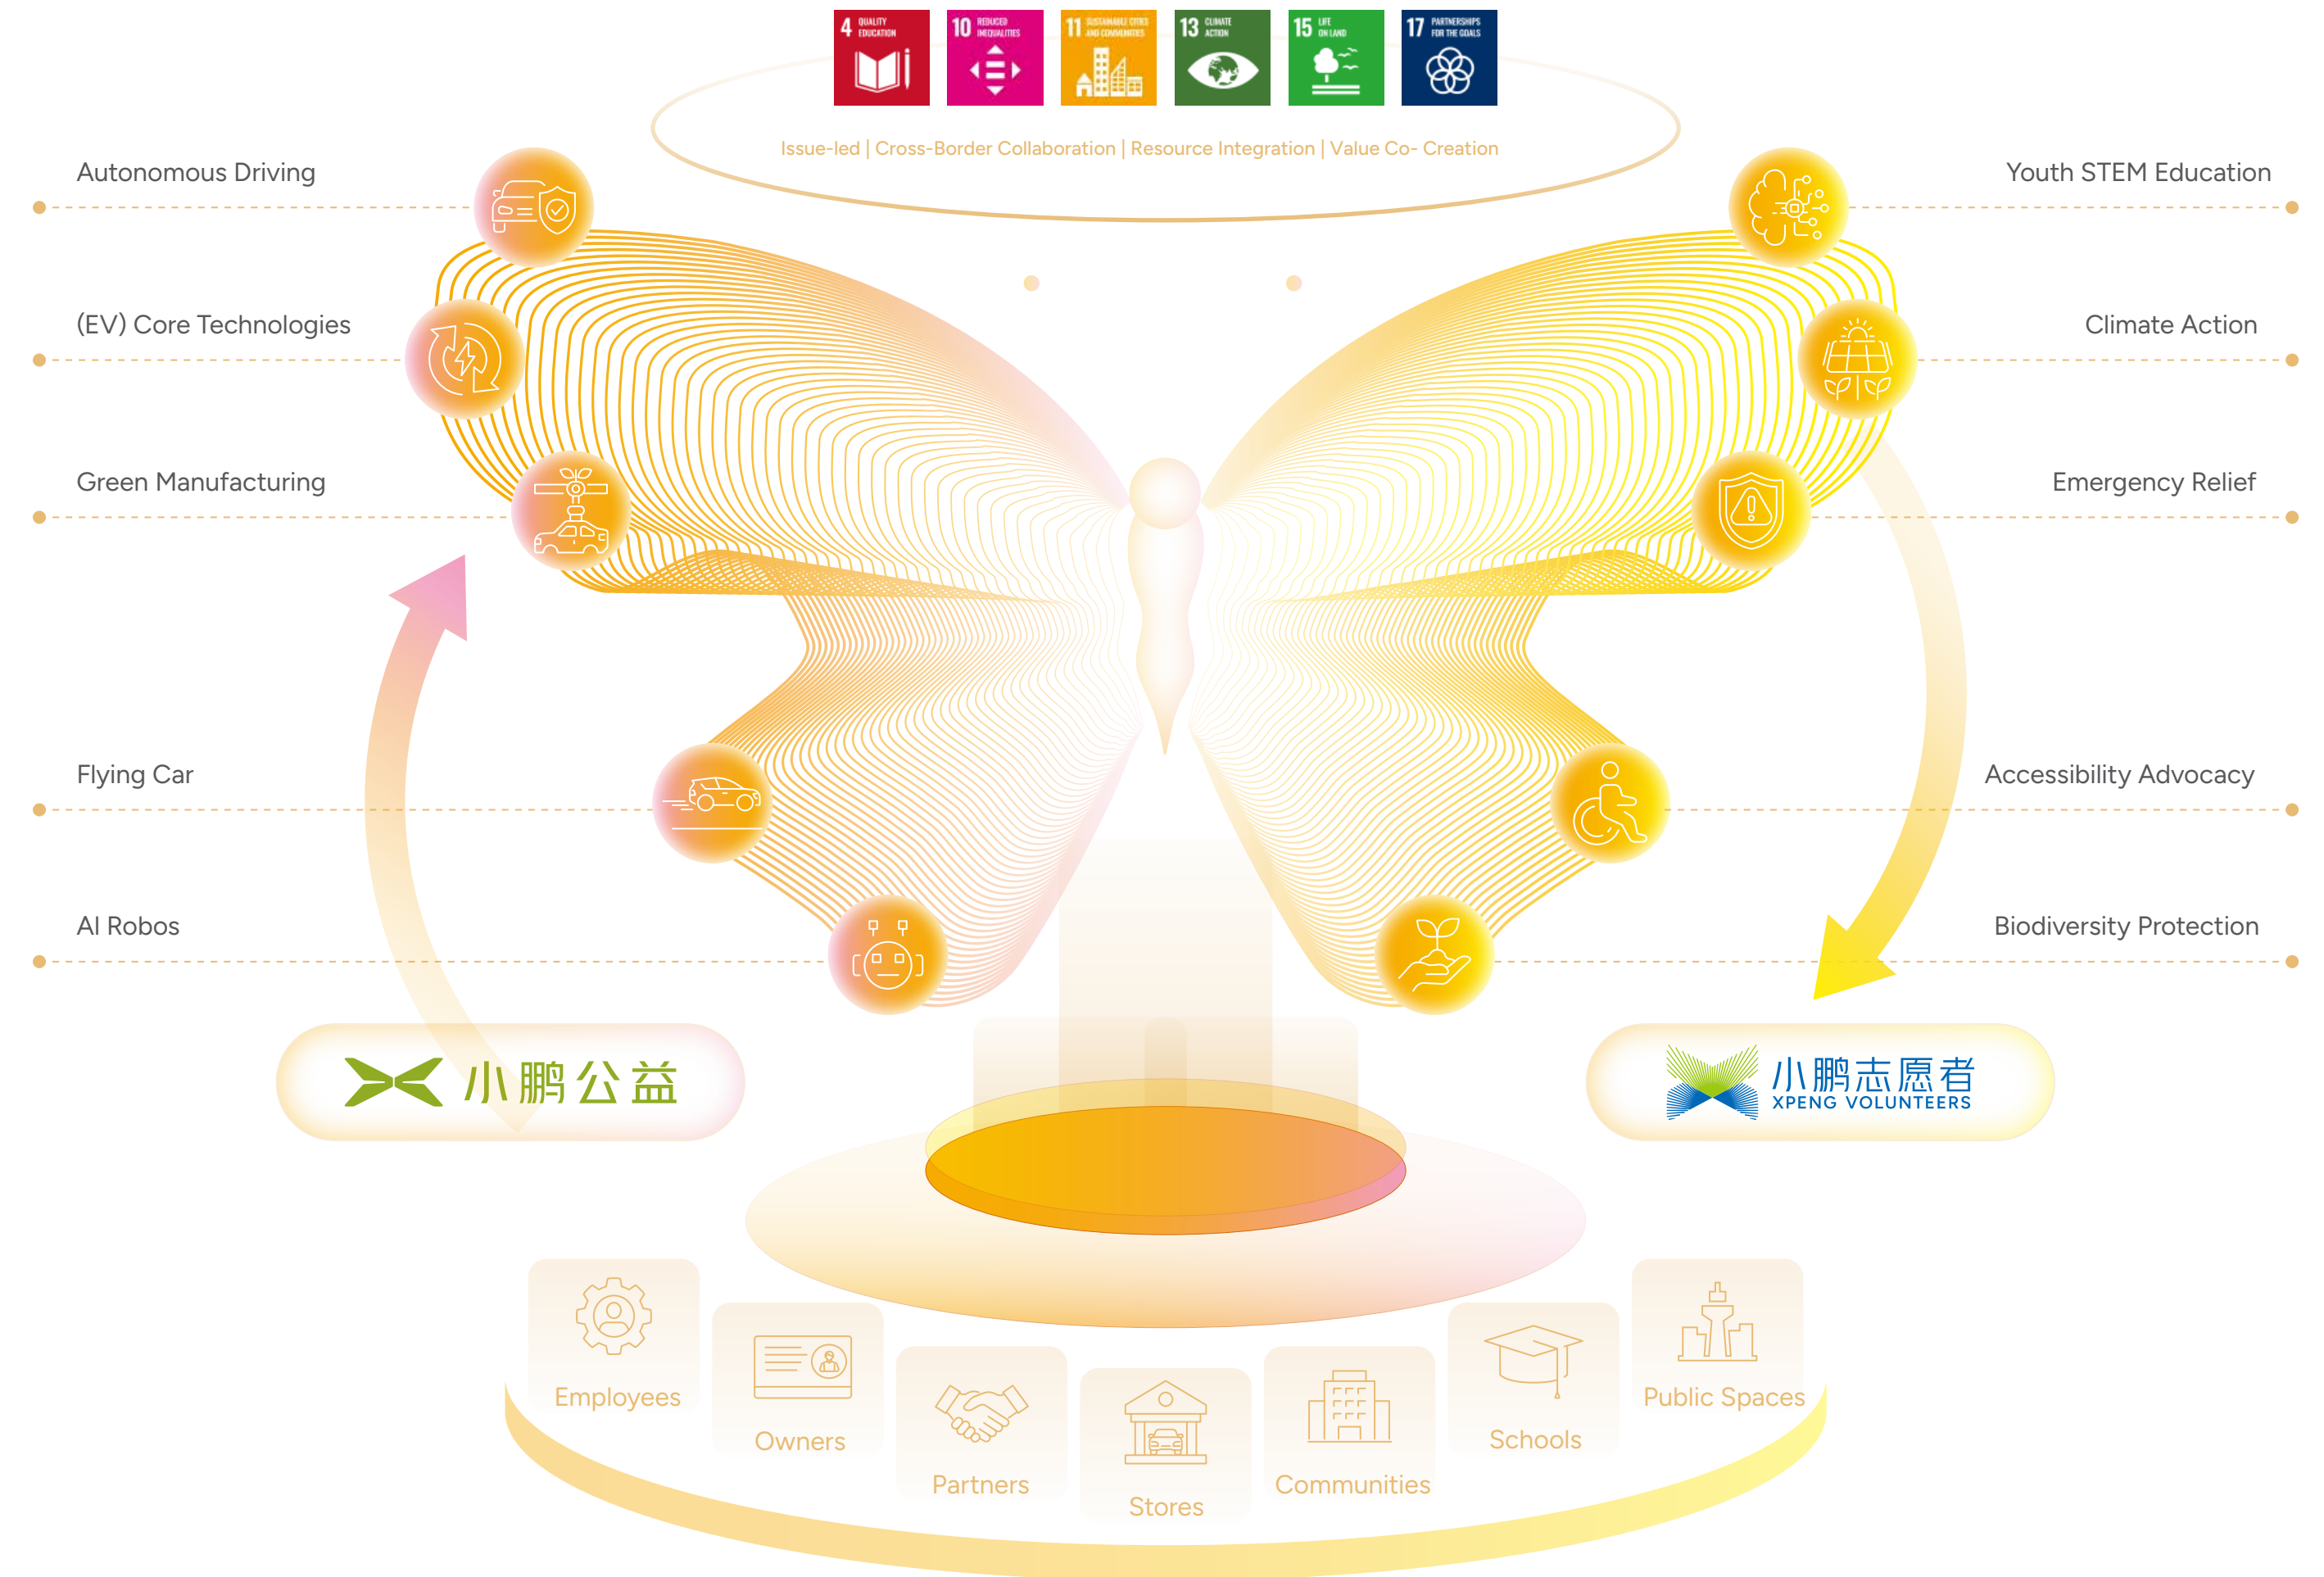 4 QUALITY
EDUCATION
10 REDUCED
INEQUALITIES
11 SUSTAINABLE CITIES
AND COMMUNITIES
13 CLIMATE
ACTION
15 LIFE
ON LAND
17 PARTNERSHIPS
FOR THE GOALS
Issue-led | Cross-Border Collaboration | Resource Integration | Value Co- Creation
Autonomous Driving
(EV) Core Technologies
Green Manufacturing
Flying Car
AI Robos
Youth STEM Education
Climate Action
Emergency Relief
Accessibility Advocacy
Biodiversity Protection
小鹏公益
小鹏志愿者
XPENG VOLUNTEERS
Employees
Owners
Partners
Stores
Communities
Schools
Public Spaces